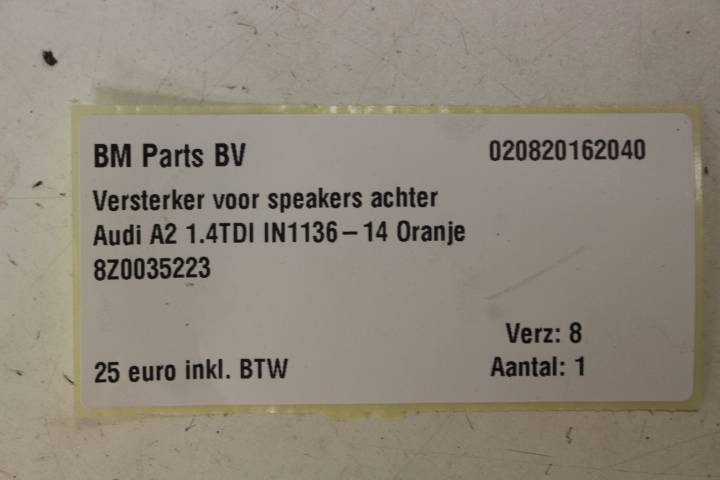 BM Parts BV 020820162040
Versterker voor speakers achter
Audi A2 1.4TDI IN1136–14 Oranje
8Z0035223
Verz: 8
25 euro inkl. BTW Aantal: 1